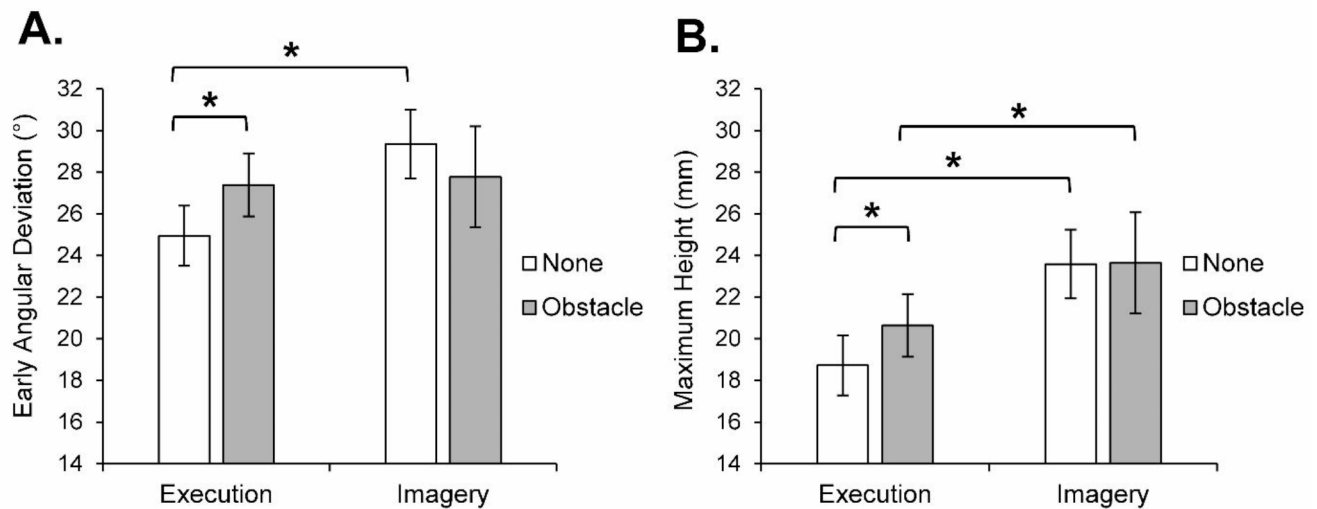 A.
*
*
Early Angular Deviation (°)
32
30
28
26
24
22
20
18
16
14
Execution
Imagery
None
Obstacle
B.
*
*
*
Maximum Height (mm)
32
30
28
26
24
22
20
18
16
14
Execution
Imagery
None
Obstacle